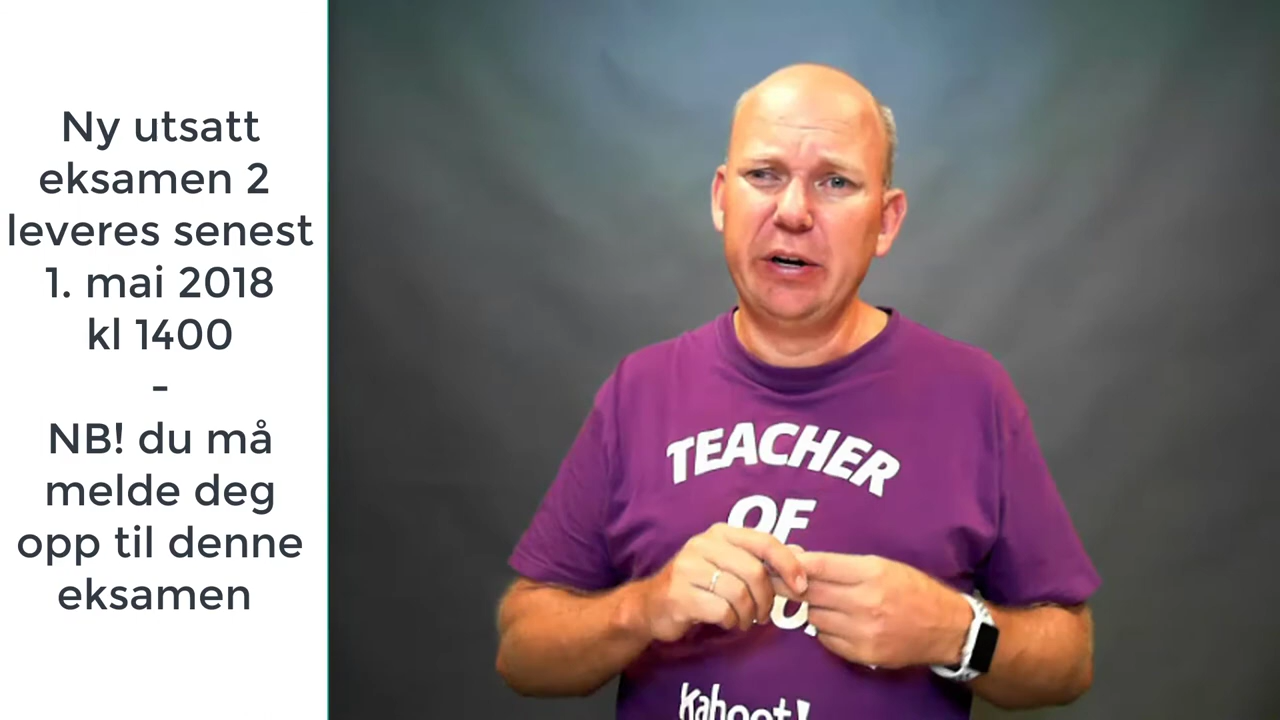 Ny utsatt
eksamen 2
leveres senest
1. mai 2018
kl 1400
-
NB! du må
melde deg
opp til denne
eksamen
TEACHER
OF
Kahoot!